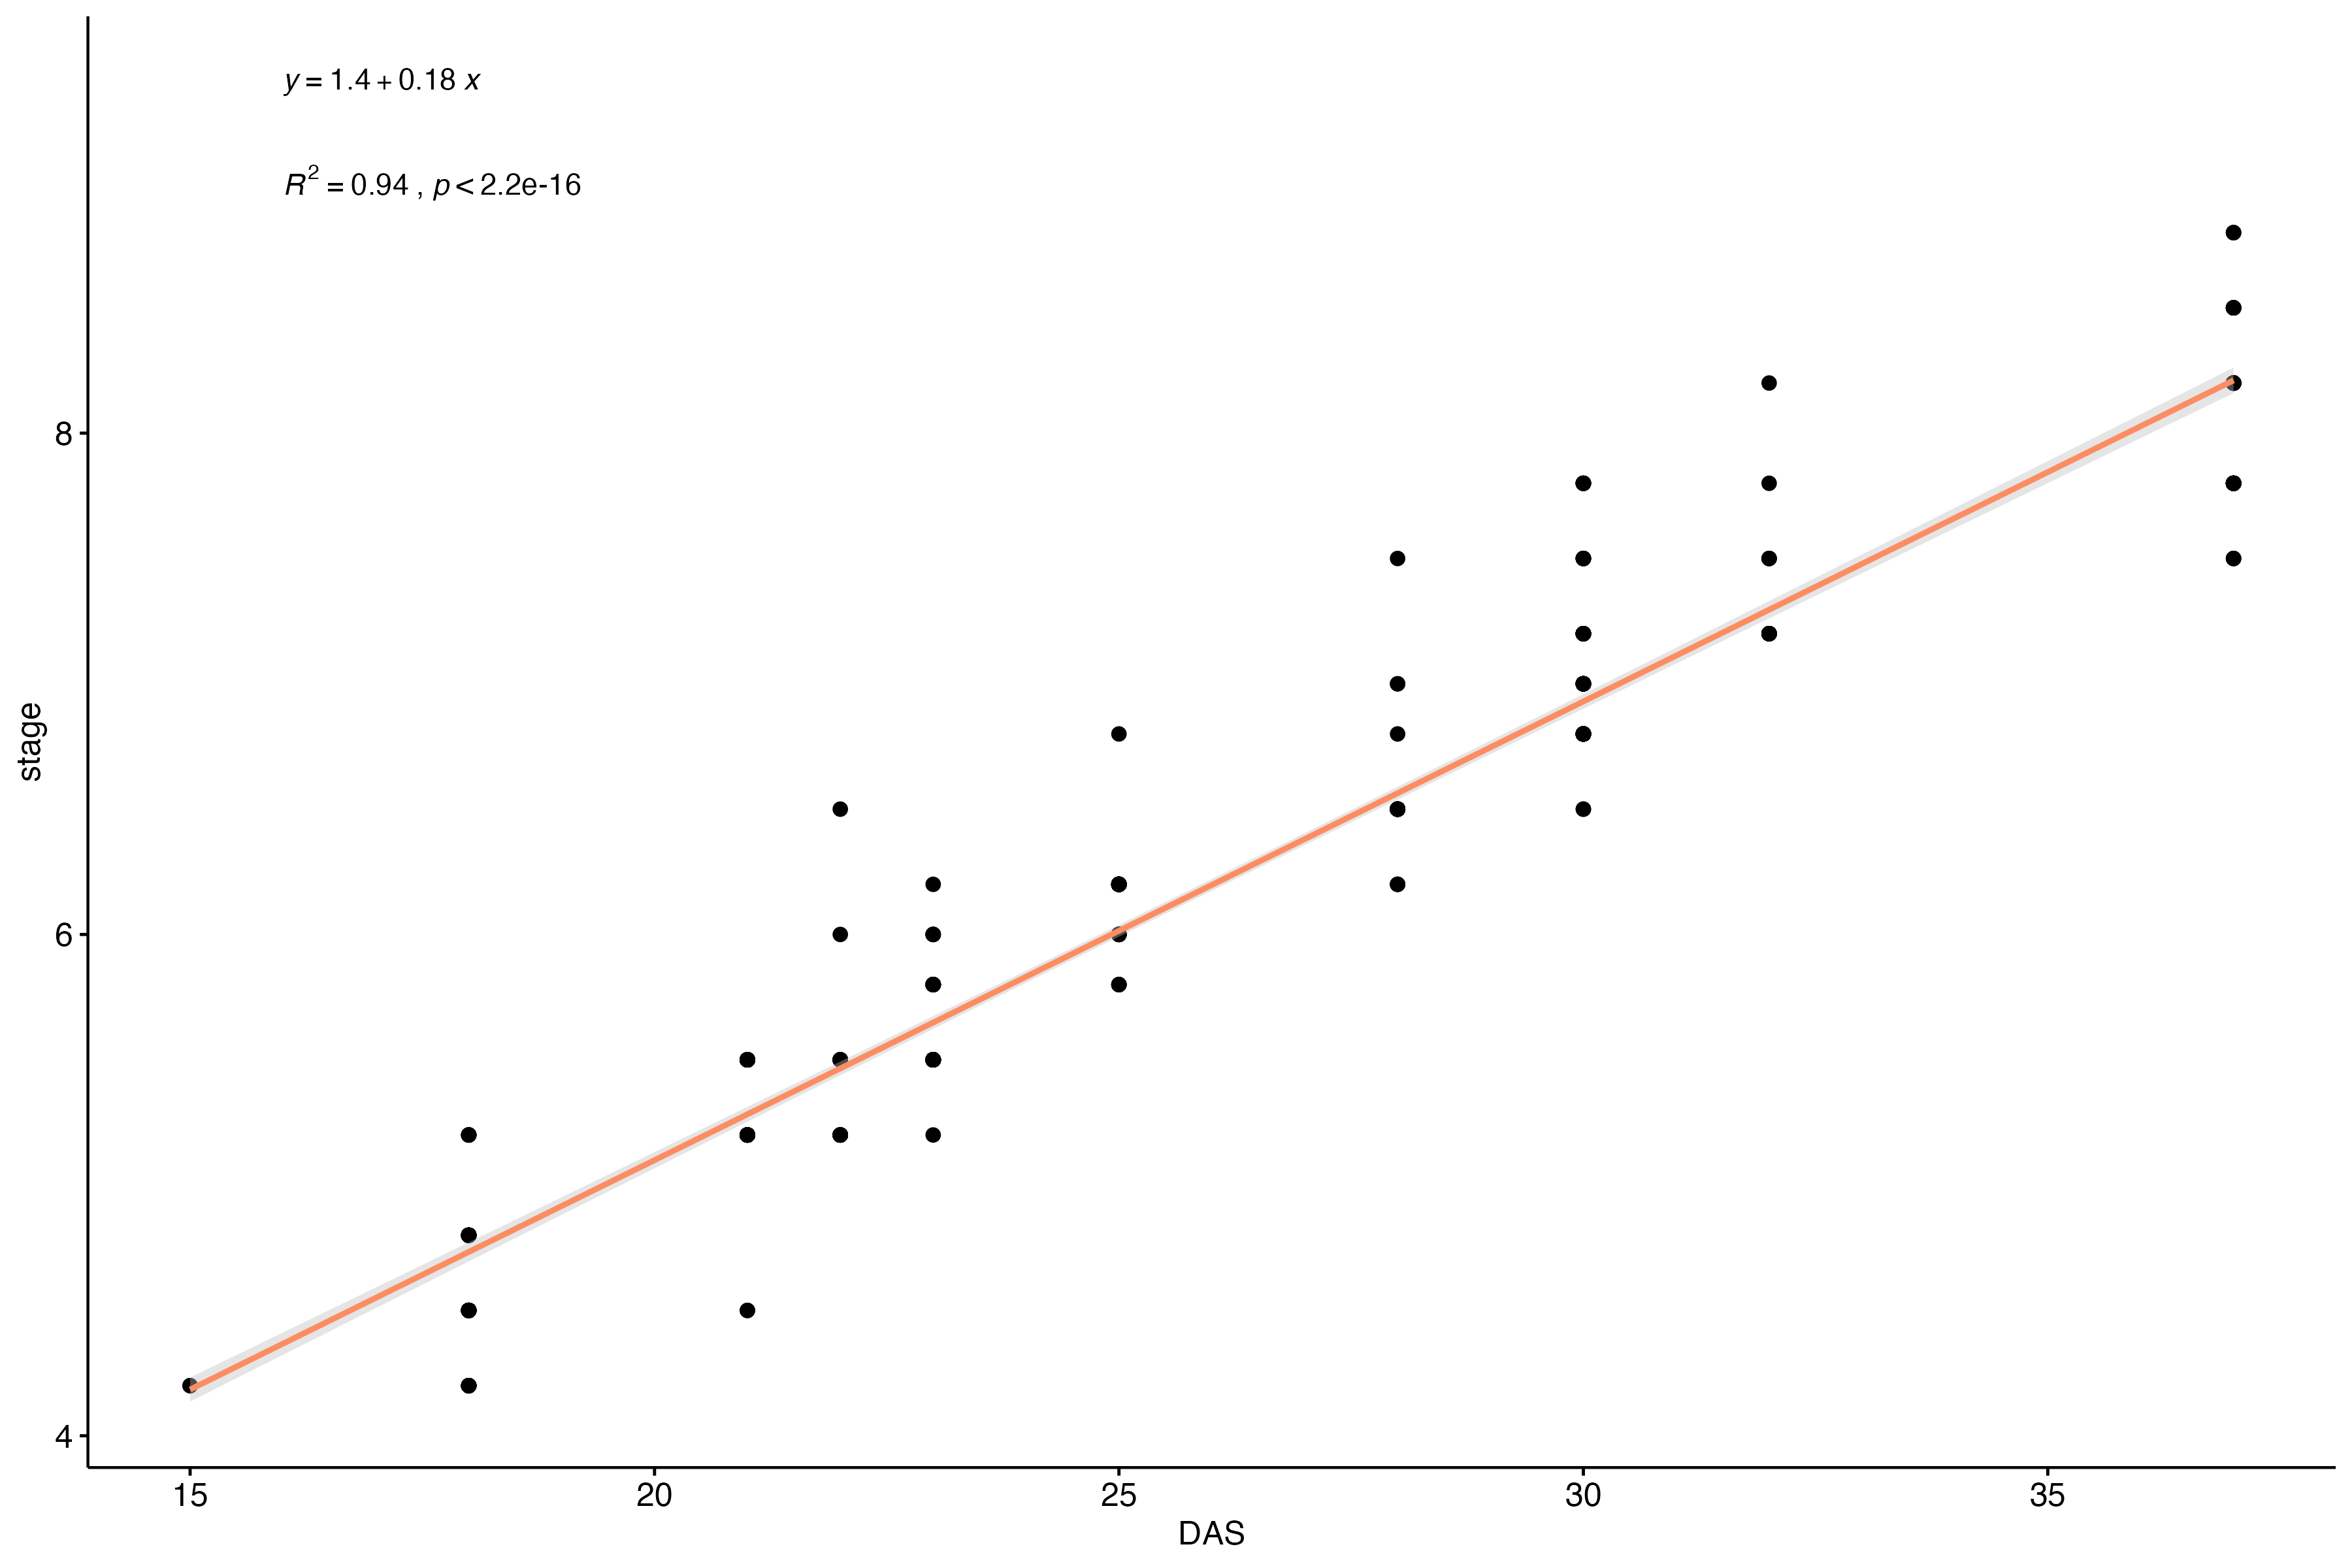 y = 1.4 + 0.18 x
R² = 0.94 , p < 2.2e-16
8
6
4
stage
15 20 25 30 35
DAS